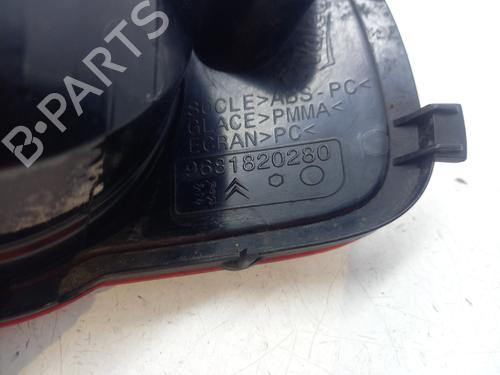 SOCLE>ABS-PC<
GLACE>PMMA<
ECRAN>PC<
9681820280
B-PARTS